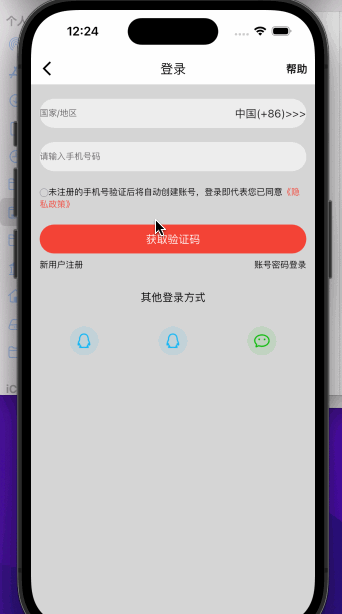 个人
12:24
登录
帮助
国家/地区
中国(+86)>>>
请输入手机号码
未注册的手机号验证后将自动创建账号，登录即代表您已同意《隐
私政策》
获取验证码
新用户注册
账号密码登录
其他登录方式
iC